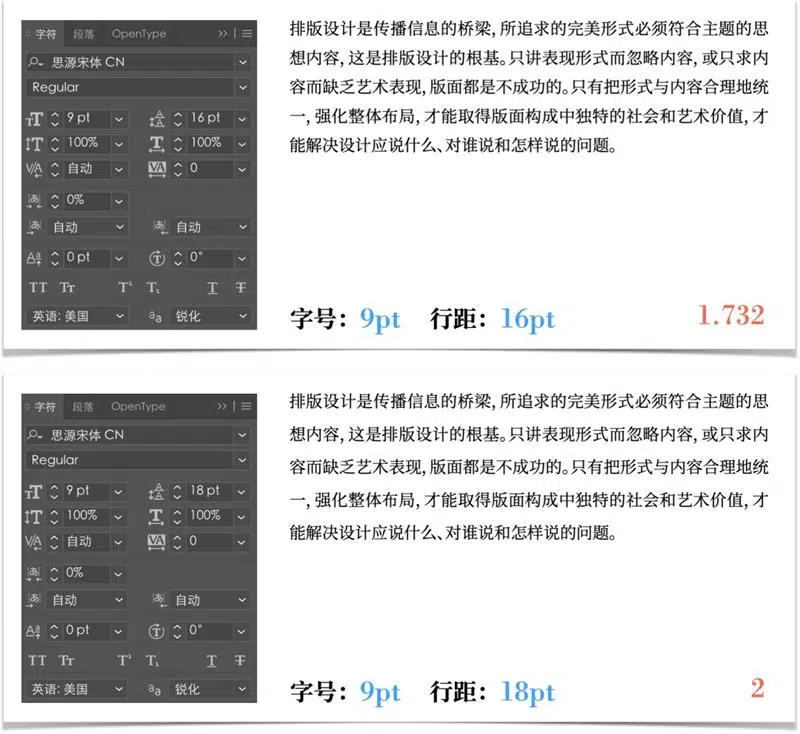 字符 段落 OpenType
思源宋体 CN
Regular
9 pt 16 pt
100% 100%
自动 0
0%
自动 自动
0 pt 0°
TT Tr T¹ T₁ T T
英语: 美国 aa 锐化
排版设计是传播信息的桥梁, 所追求的完美形式必须符合主题的思
想内容, 这是排版设计的根基。只讲表现形式而忽略内容, 或只求内
容而缺乏艺术表现, 版面都是不成功的。只有把形式与内容合理地统
一, 强化整体布局, 才能取得版面构成中独特的社会和艺术价值, 才
能解决设计应说什么、对谁说和怎样说的问题。
字号: 9pt 行距: 16pt 1.732
字符 段落 OpenType
思源宋体 CN
Regular
9 pt 18 pt
100% 100%
自动 0
0%
自动 自动
0 pt 0°
TT Tr T¹ T₁ T T
英语: 美国 aa 锐化
排版设计是传播信息的桥梁, 所追求的完美形式必须符合主题的思
想内容, 这是排版设计的根基。只讲表现形式而忽略内容, 或只求内
容而缺乏艺术表现, 版面都是不成功的。只有把形式与内容合理地统
一, 强化整体布局, 才能取得版面构成中独特的社会和艺术价值, 才
能解决设计应说什么、对谁说和怎样说的问题。
字号: 9pt 行距: 18pt 2